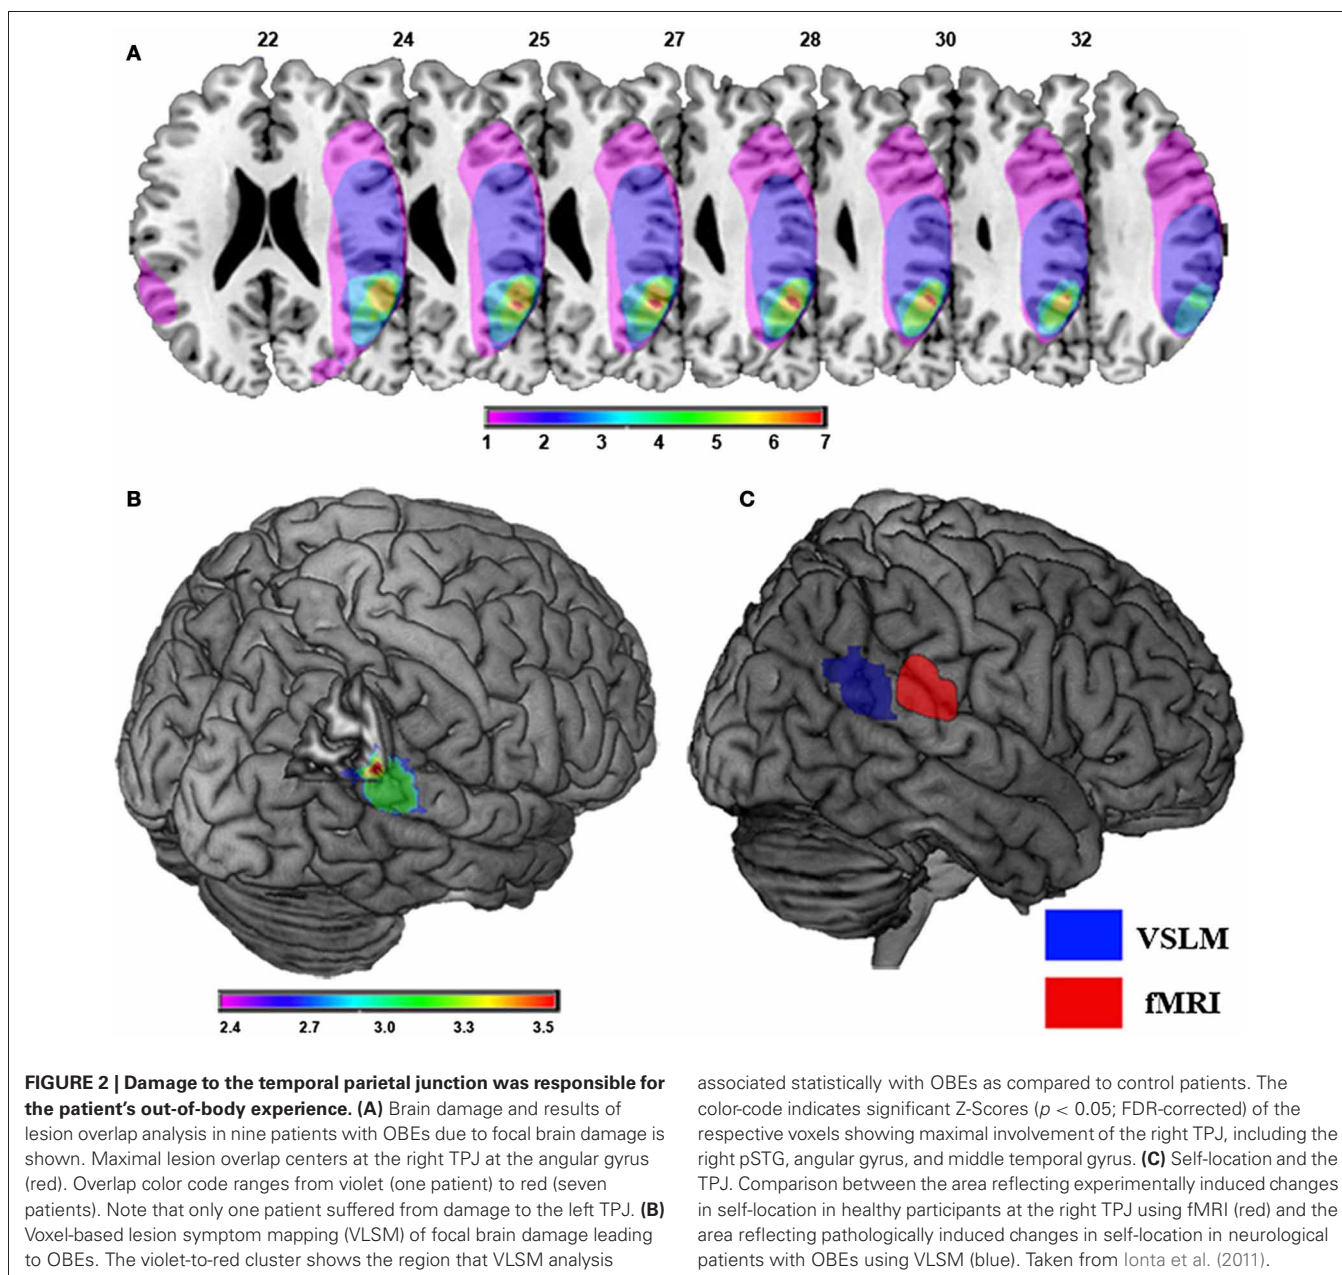 22 24 25 27 28 30 32
A
1 2 3 4 5 6 7
B
C
VSLM
fMRI
2.4 2.7 3.0 3.3 3.5
FIGURE 2 | Damage to the temporal parietal junction was responsible for
the patient's out-of-body experience. (A) Brain damage and results of
lesion overlap analysis in nine patients with OBEs due to focal brain damage is
shown. Maximal lesion overlap centers at the right TPJ at the angular gyrus
(red). Overlap color code ranges from violet (one patient) to red (seven
patients). Note that only one patient suffered from damage to the left TPJ. (B)
Voxel-based lesion symptom mapping (VLSM) of focal brain damage leading
to OBEs. The violet-to-red cluster shows the region that VLSM analysis
associated statistically with OBEs as compared to control patients. The
color-code indicates significant Z-Scores (p < 0.05; FDR-corrected) of the
respective voxels showing maximal involvement of the right TPJ, including the
right pSTG, angular gyrus, and middle temporal gyrus. (C) Self-location and the
TPJ. Comparison between the area reflecting experimentally induced changes
in self-location in healthy participants at the right TPJ using fMRI (red) and the
area reflecting pathologically induced changes in self-location in neurological
patients with OBEs using VLSM (blue). Taken from Ionta et al. (2011).